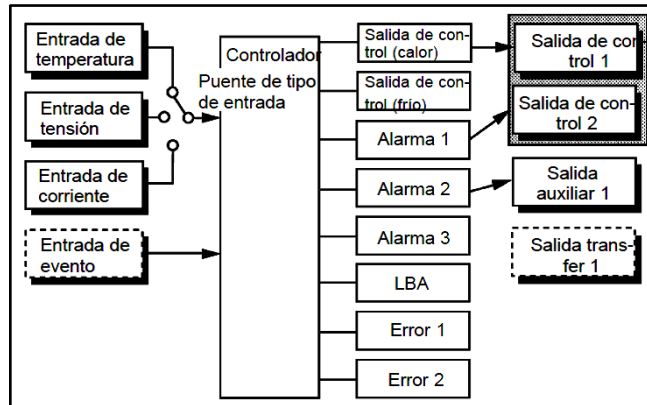 Entrada de
temperatura
Entrada de
tensión
Entrada de
corriente
Entrada de
evento
Controlador
Puente de tipo
de entrada
Salida de con-
trol (calor)
Salida de con-
trol (frío)
Alarma 1
Alarma 2
Alarma 3
LBA
Error 1
Error 2
Salida de con
trol 1
Salida de con-
trol 2
Salida
auxiliar 1
Salida trans-
fer 1